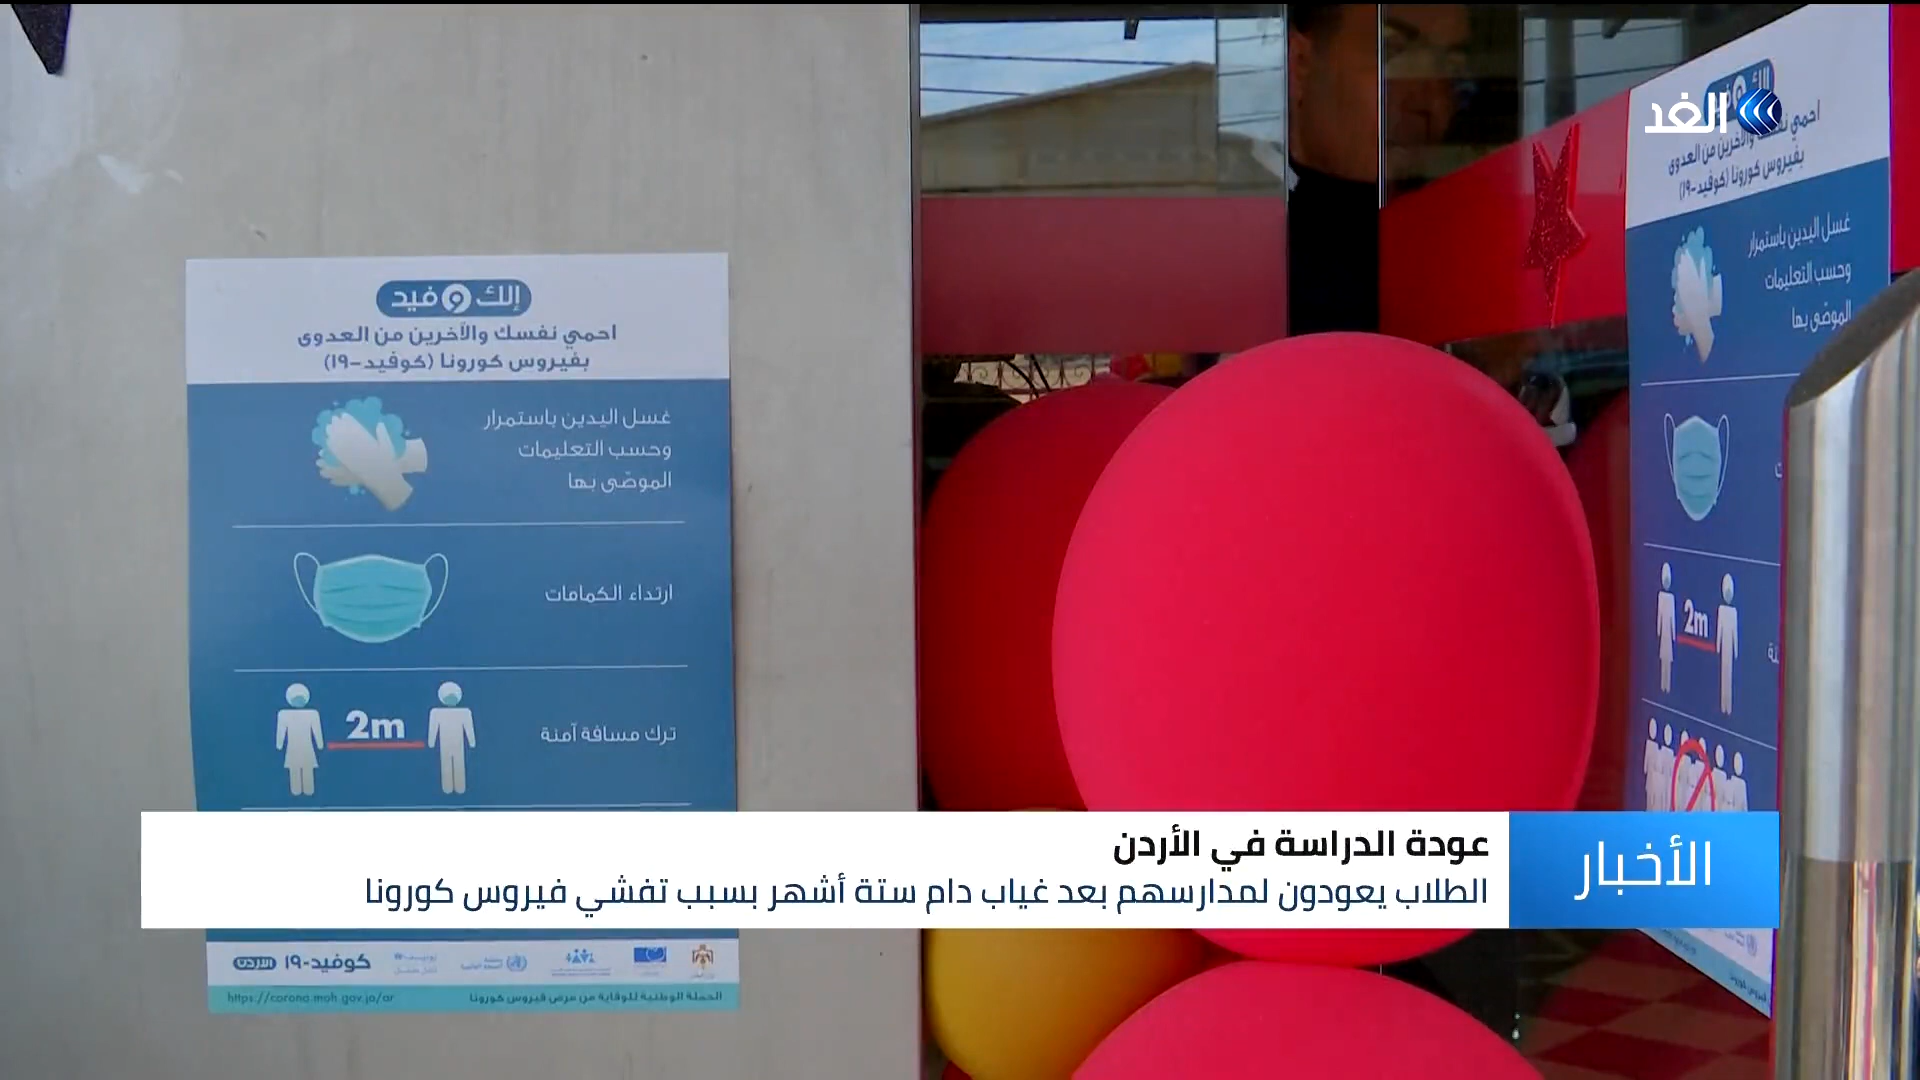 الغد
إلك و فيد
احمي نفسك والآخرين من العدوى
بفيروس كورونا (كوفيد-١٩)
غسل اليدين باستمرار
وحسب التعليمات
الموصّى بها
ارتداء الكمامات
2m
ترك مسافة آمنة
كوفيد-١٩ الأردن
الحملة الوطنية للوقاية من مرض فيروس كورونا
https://corona.moh.gov.jo/ar
احمي
والآخرين من العدوى
بفيروس كورونا (كوفيد-١٩)
غسل اليدين باستمرار
وحسب التعليمات
الموصّى بها
2m
الأخبار
عودة الدراسة في الأردن
الطلاب يعودون لمدارسهم بعد غياب دام ستة أشهر بسبب تفشي فيروس كورونا